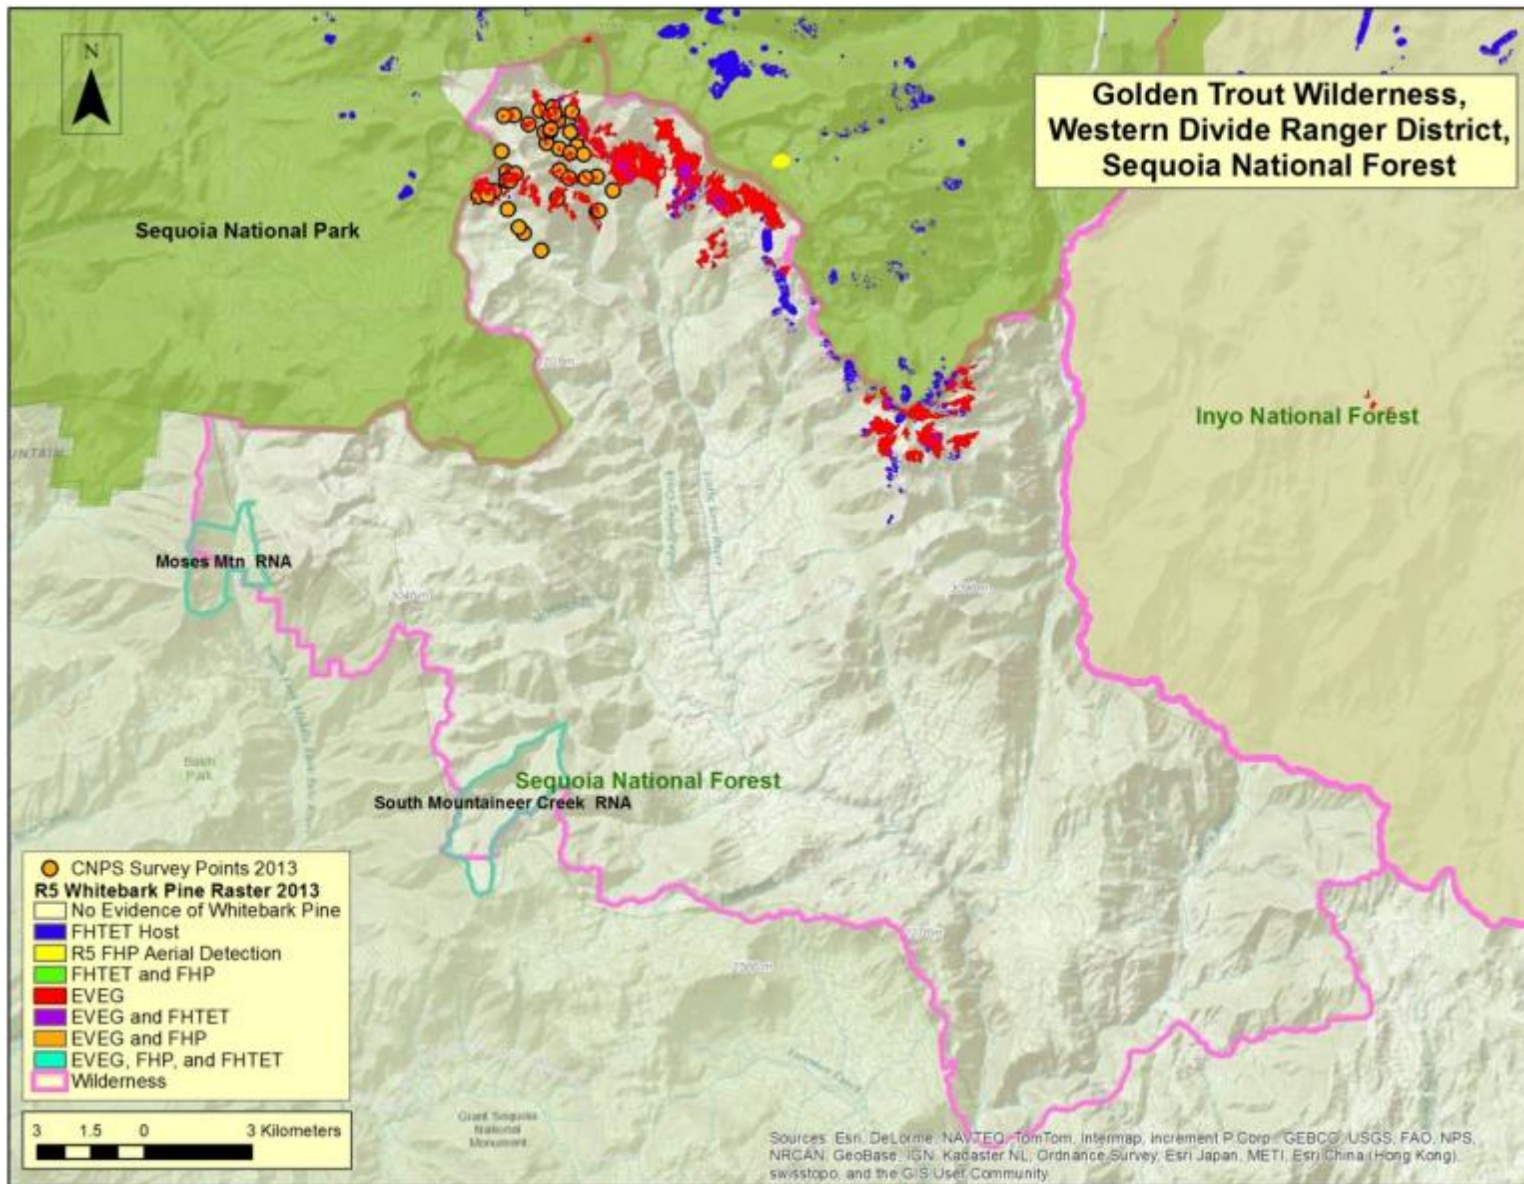 N
Golden Trout Wilderness,
Western Divide Ranger District,
Sequoia National Forest
Sequoia National Park
Inyo National Forest
Moses Mtn RNA
Sequoia National Forest
South Mountaineer Creek RNA
CNPS Survey Points 2013
R5 Whitebark Pine Raster 2013
No Evidence of Whitebark Pine
FHTET Host
R5 FHP Aerial Detection
FHTET and FHP
EVEG
EVEG and FHTET
EVEG and FHP
EVEG, FHP, and FHTET
Wilderness
3 1.5 0 3 Kilometers
Giant Sequoia
National
Monument
Sources: Esri, DeLorme, NAVTEQ, TomTom, Intermap, increment P Corp., GEBCO, USGS, FAO, NPS,
NRCAN, GeoBase, IGN, Kadaster NL, Ordnance Survey, Esri Japan, METI, Esri China (Hong Kong),
swisstopo, and the GIS User Community